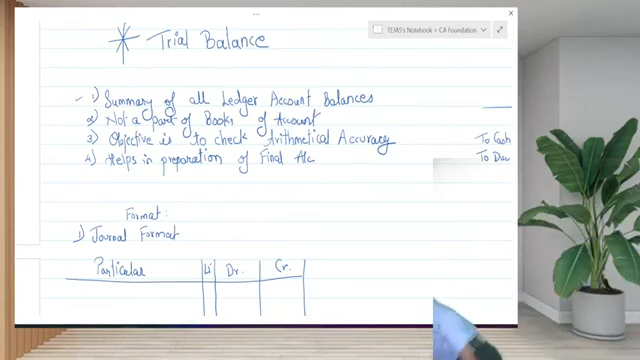 TEJAS's Notebook > CA Foundation
Trial Balance
1) Summary of all Ledger Account Balances
2) Not a part of Books of Account
3) Objective is to check Arithmetical Accuracy
4) Helps in preparation of Final A/c
To Cash
To Disc
Format:
1) Journal Format
Particular Dr. Cr.